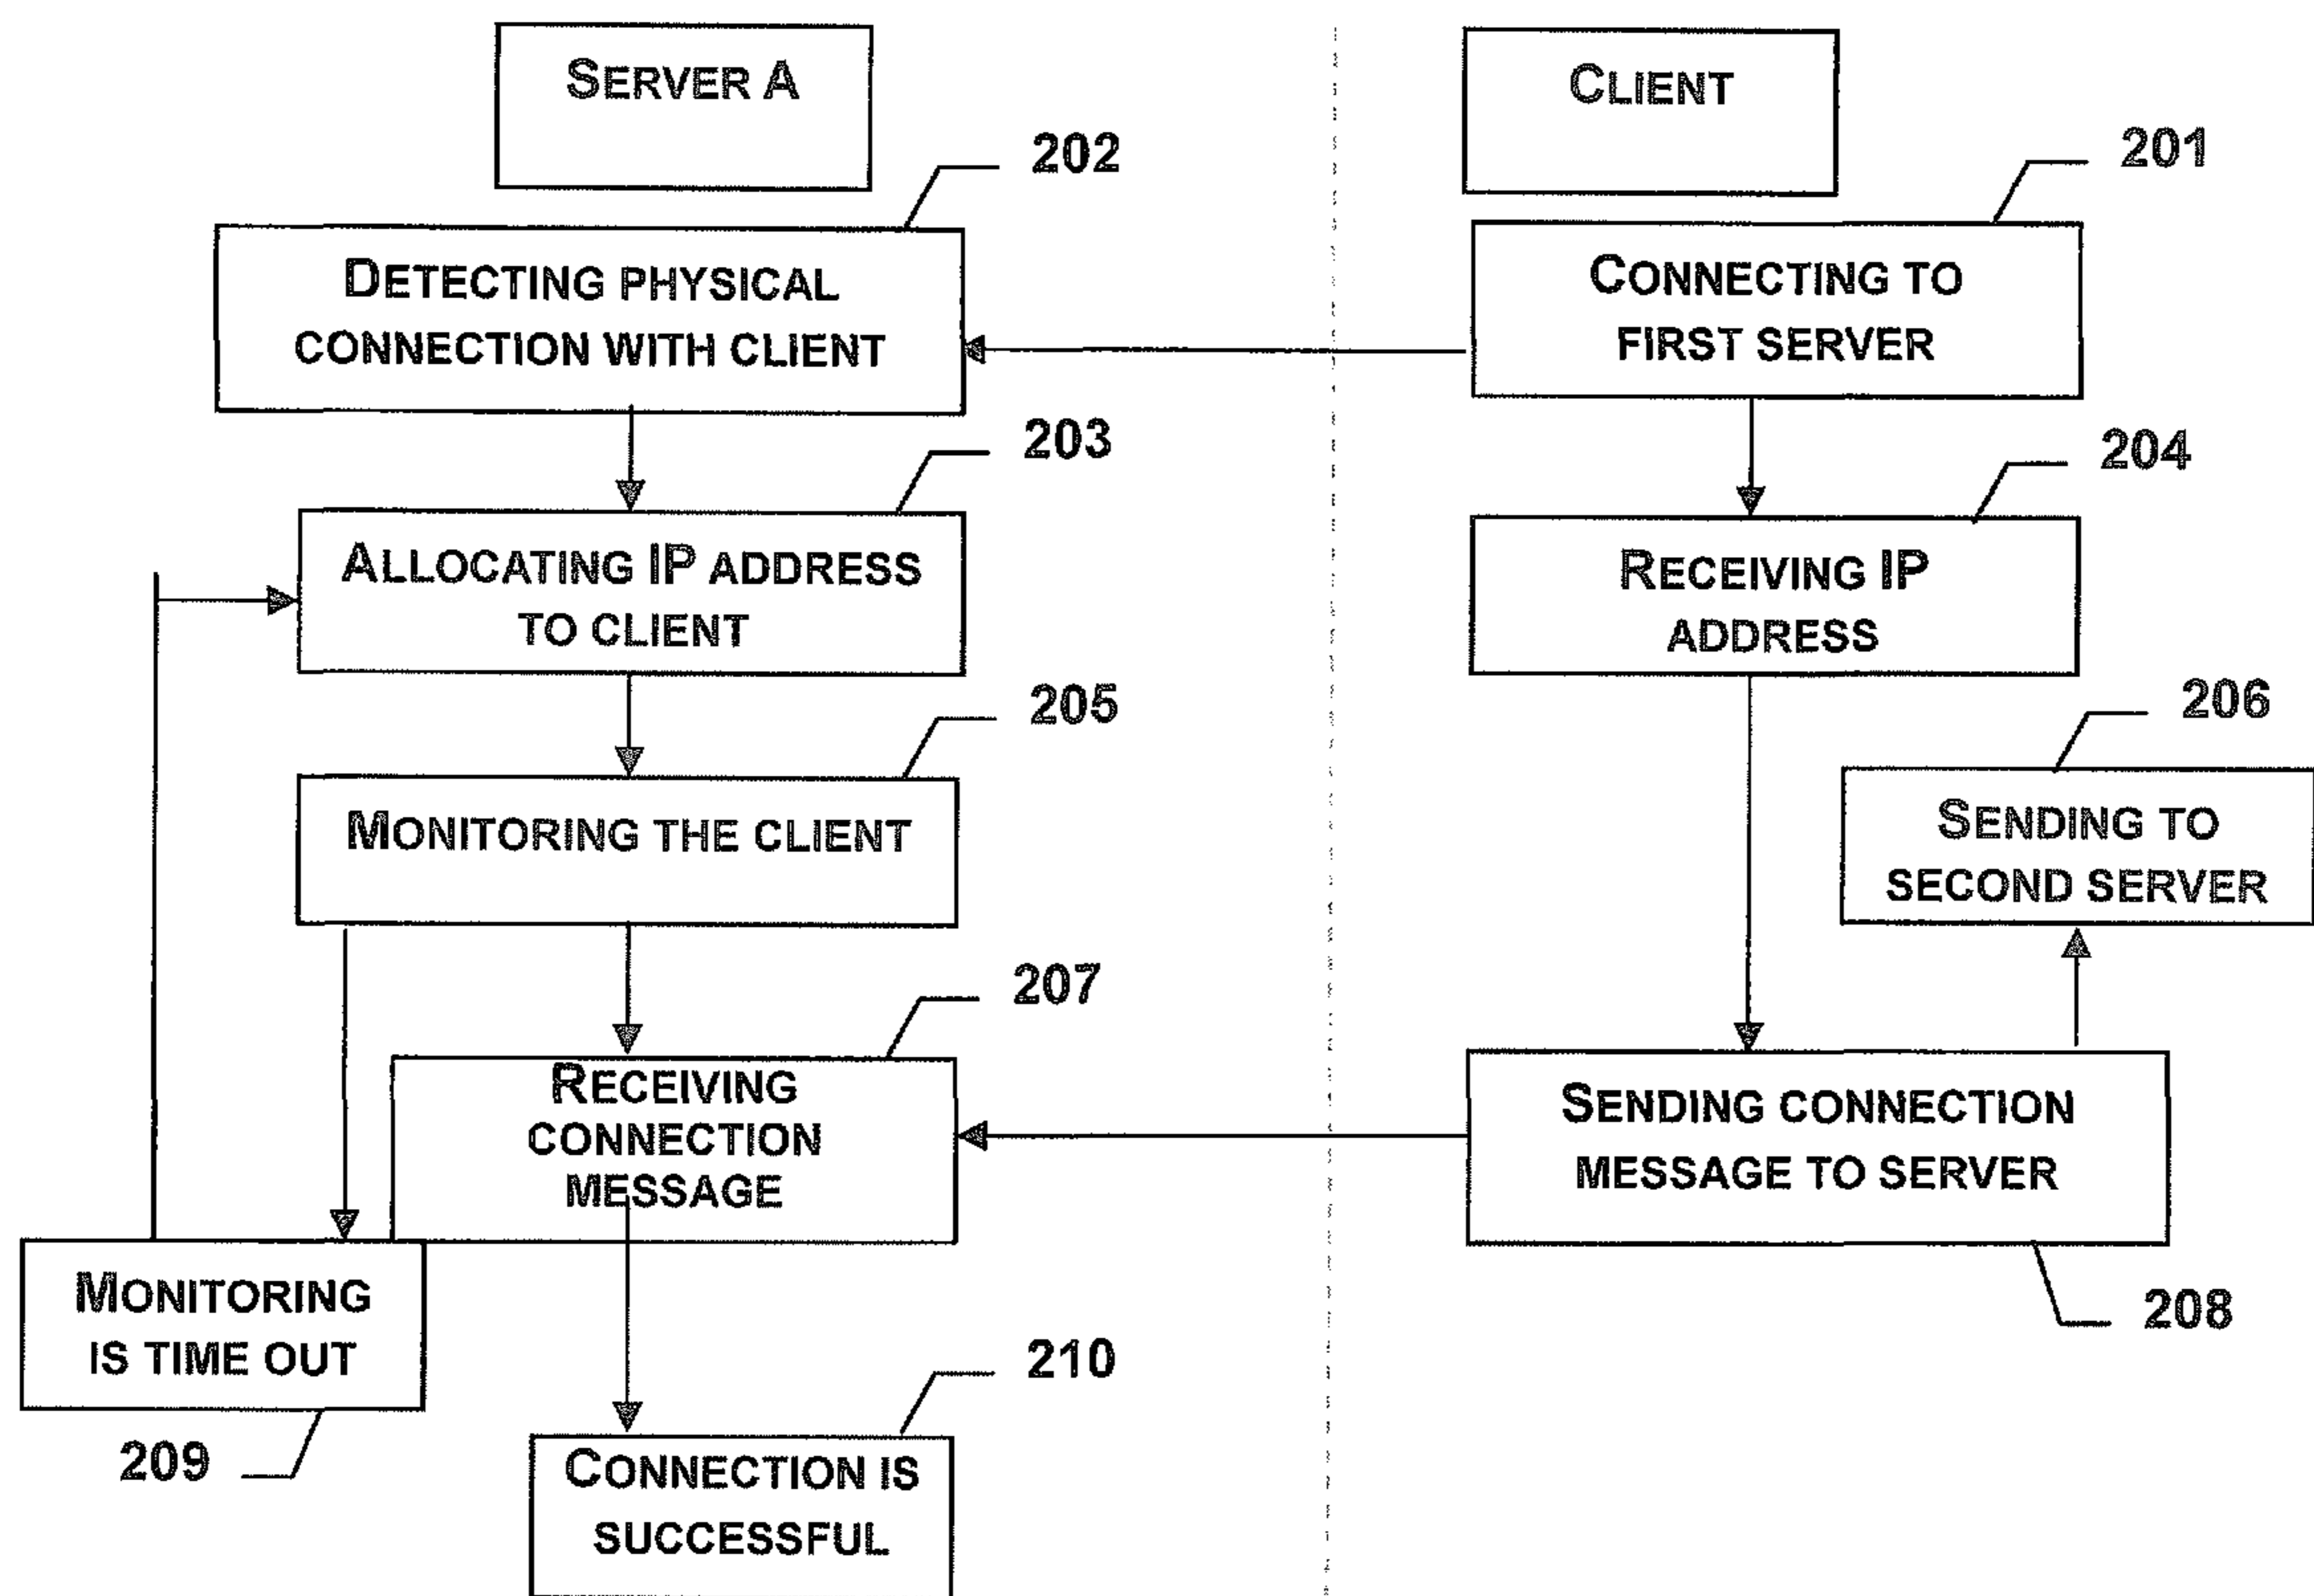 SERVER A
CLIENT
202
201
DETECTING PHYSICAL
CONNECTION WITH CLIENT
CONNECTING TO
FIRST SERVER
203
204
ALLOCATING IP ADDRESS
TO CLIENT
RECEIVING IP
ADDRESS
205
206
MONITORING THE CLIENT
SENDING TO
SECOND SERVER
207
RECEIVING
CONNECTION
MESSAGE
SENDING CONNECTION
MESSAGE TO SERVER
208
MONITORING
IS TIME OUT
209
210
CONNECTION IS
SUCCESSFUL